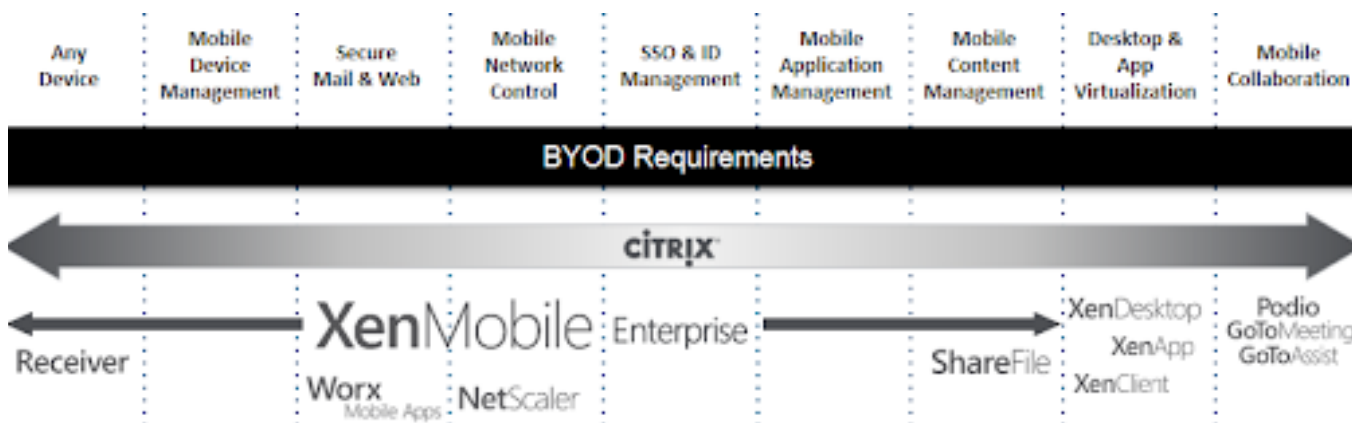 Any
Device
Mobile
Device
Management
Secure
Mail & Web
Mobile
Network
Control
SSO & ID
Management
Mobile
Application
Management
Mobile
Content
Management
Desktop &
App
Virtualization
Mobile
Collaboration
BYOD Requirements
CITRIX
XenMobile Enterprise
Receiver
Worx
Mobile Apps
NetScaler
ShareFile
XenDesktop
XenApp
XenClient
Podio
GoToMeeting
GoToAssist